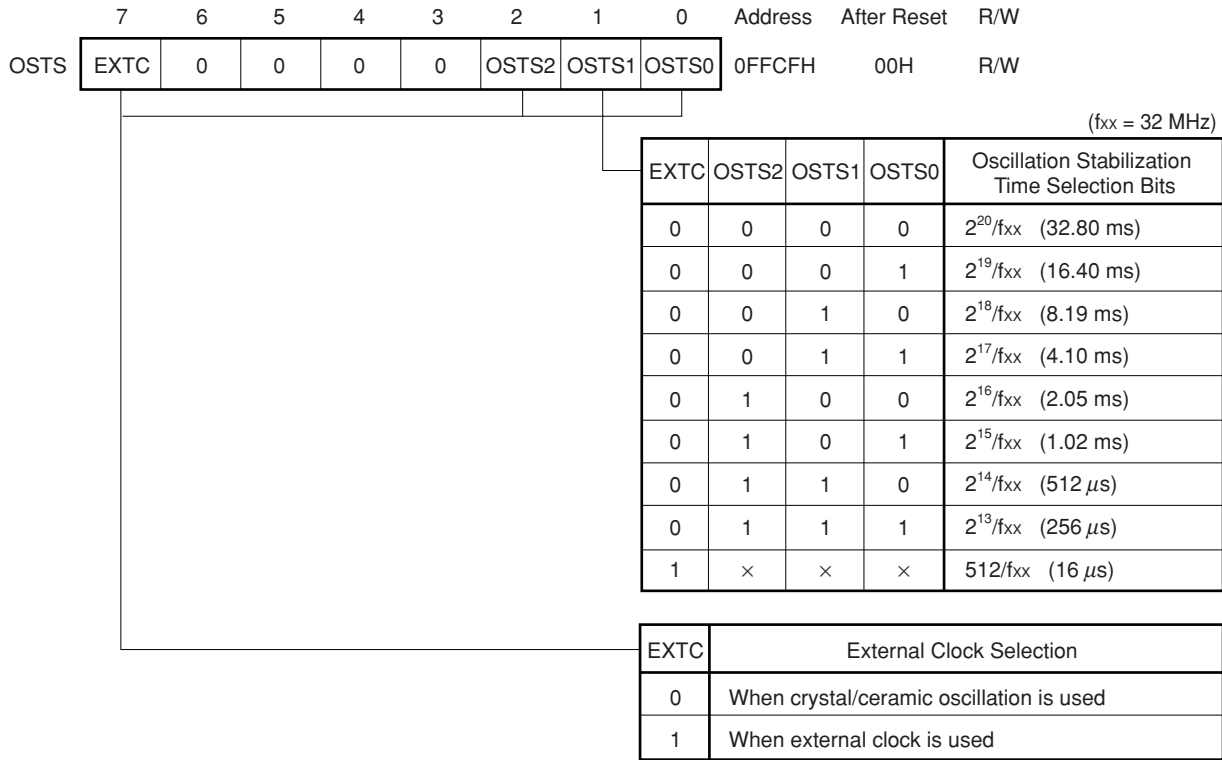 7 6 5 4 3 2 1 0 Address After Reset R/W
OSTS EXTC 0 0 0 0 OSTS2 OSTS1 OSTS0 0FFCFH 00H R/W
(fxx = 32 MHz)
EXTC OSTS2 OSTS1 OSTS0 Oscillation Stabilization
Time Selection Bits
0 0 0 0 2^20/fxx (32.80 ms)
0 0 0 1 2^19/fxx (16.40 ms)
0 0 1 0 2^18/fxx (8.19 ms)
0 0 1 1 2^17/fxx (4.10 ms)
0 1 0 0 2^16/fxx (2.05 ms)
0 1 0 1 2^15/fxx (1.02 ms)
0 1 1 0 2^14/fxx (512 μs)
0 1 1 1 2^13/fxx (256 μs)
1 × × × 512/fxx (16 μs)
EXTC External Clock Selection
0 When crystal/ceramic oscillation is used
1 When external clock is used